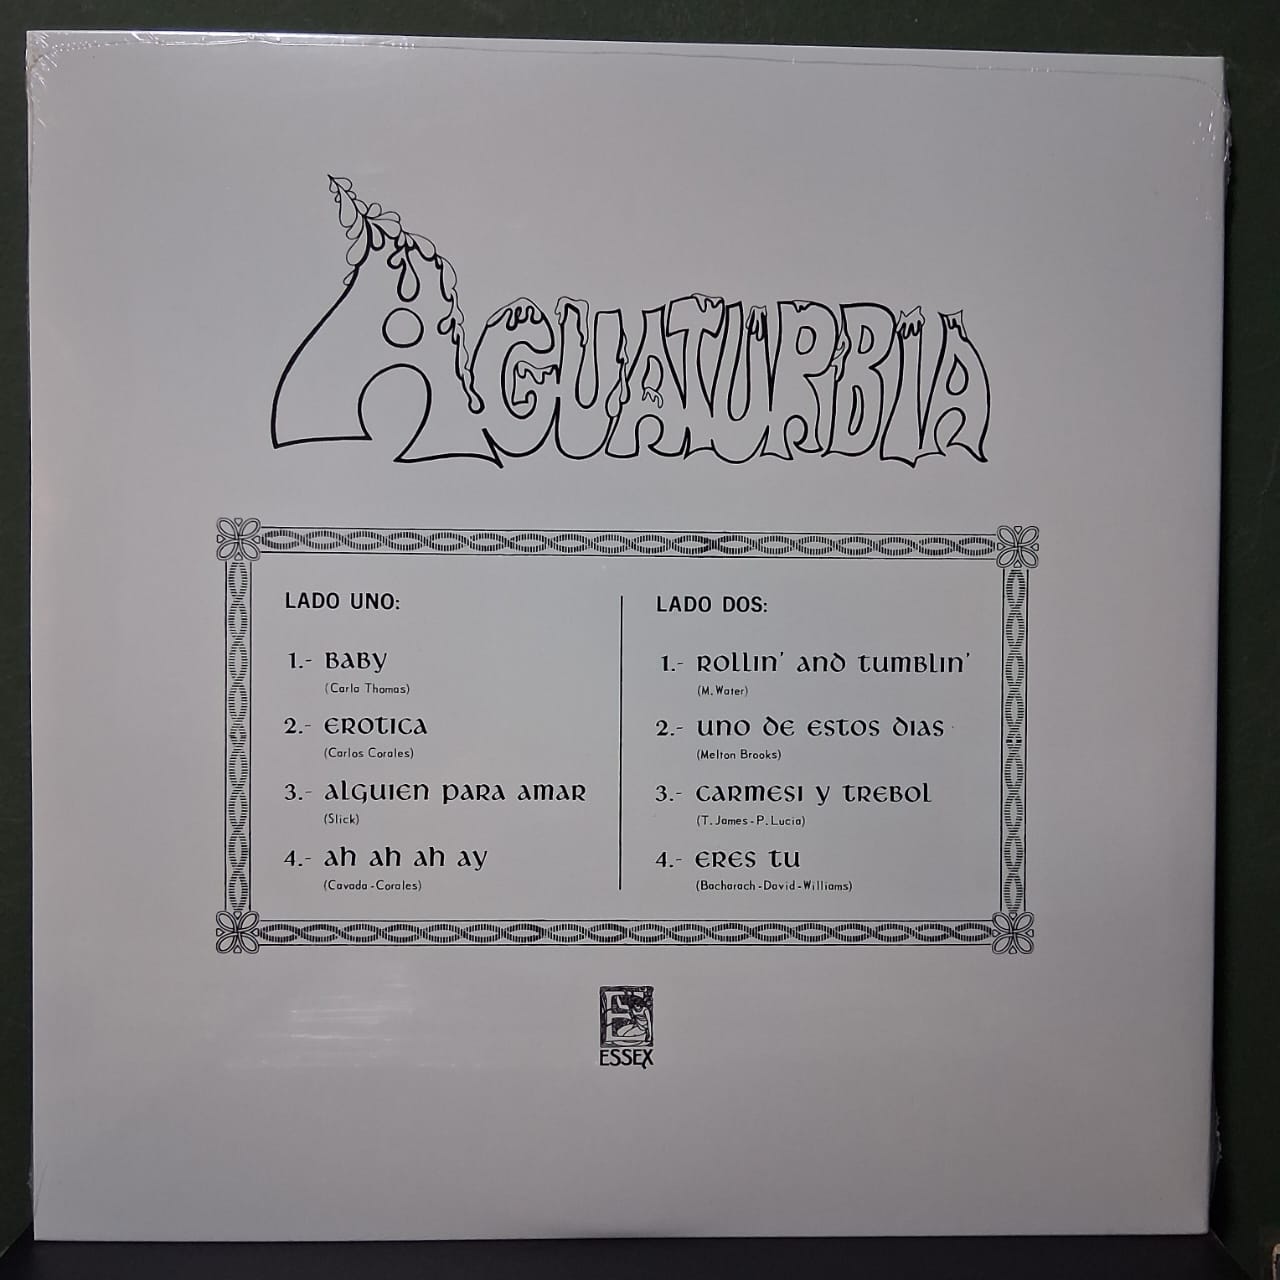 AGUATURBIA
LADO UNO:
1.- BABY
(Carla Thomas)
2.- EROTICA
(Carlos Corales)
3.- ALGUIEN PARA AMAR
(Slick)
4.- AH AH AH AY
(Cavada-Corales)
LADO DOS:
1.- ROLLIN' AND TUMBLIN'
(M. Water)
2.- UNO DE ESTOS DIAS
(Melton Brooks)
3.- CARMESI Y TREBOL
(T. James-P. Lucia)
4.- ERES TU
(Bacharach-David-Williams)
E
ESSEX